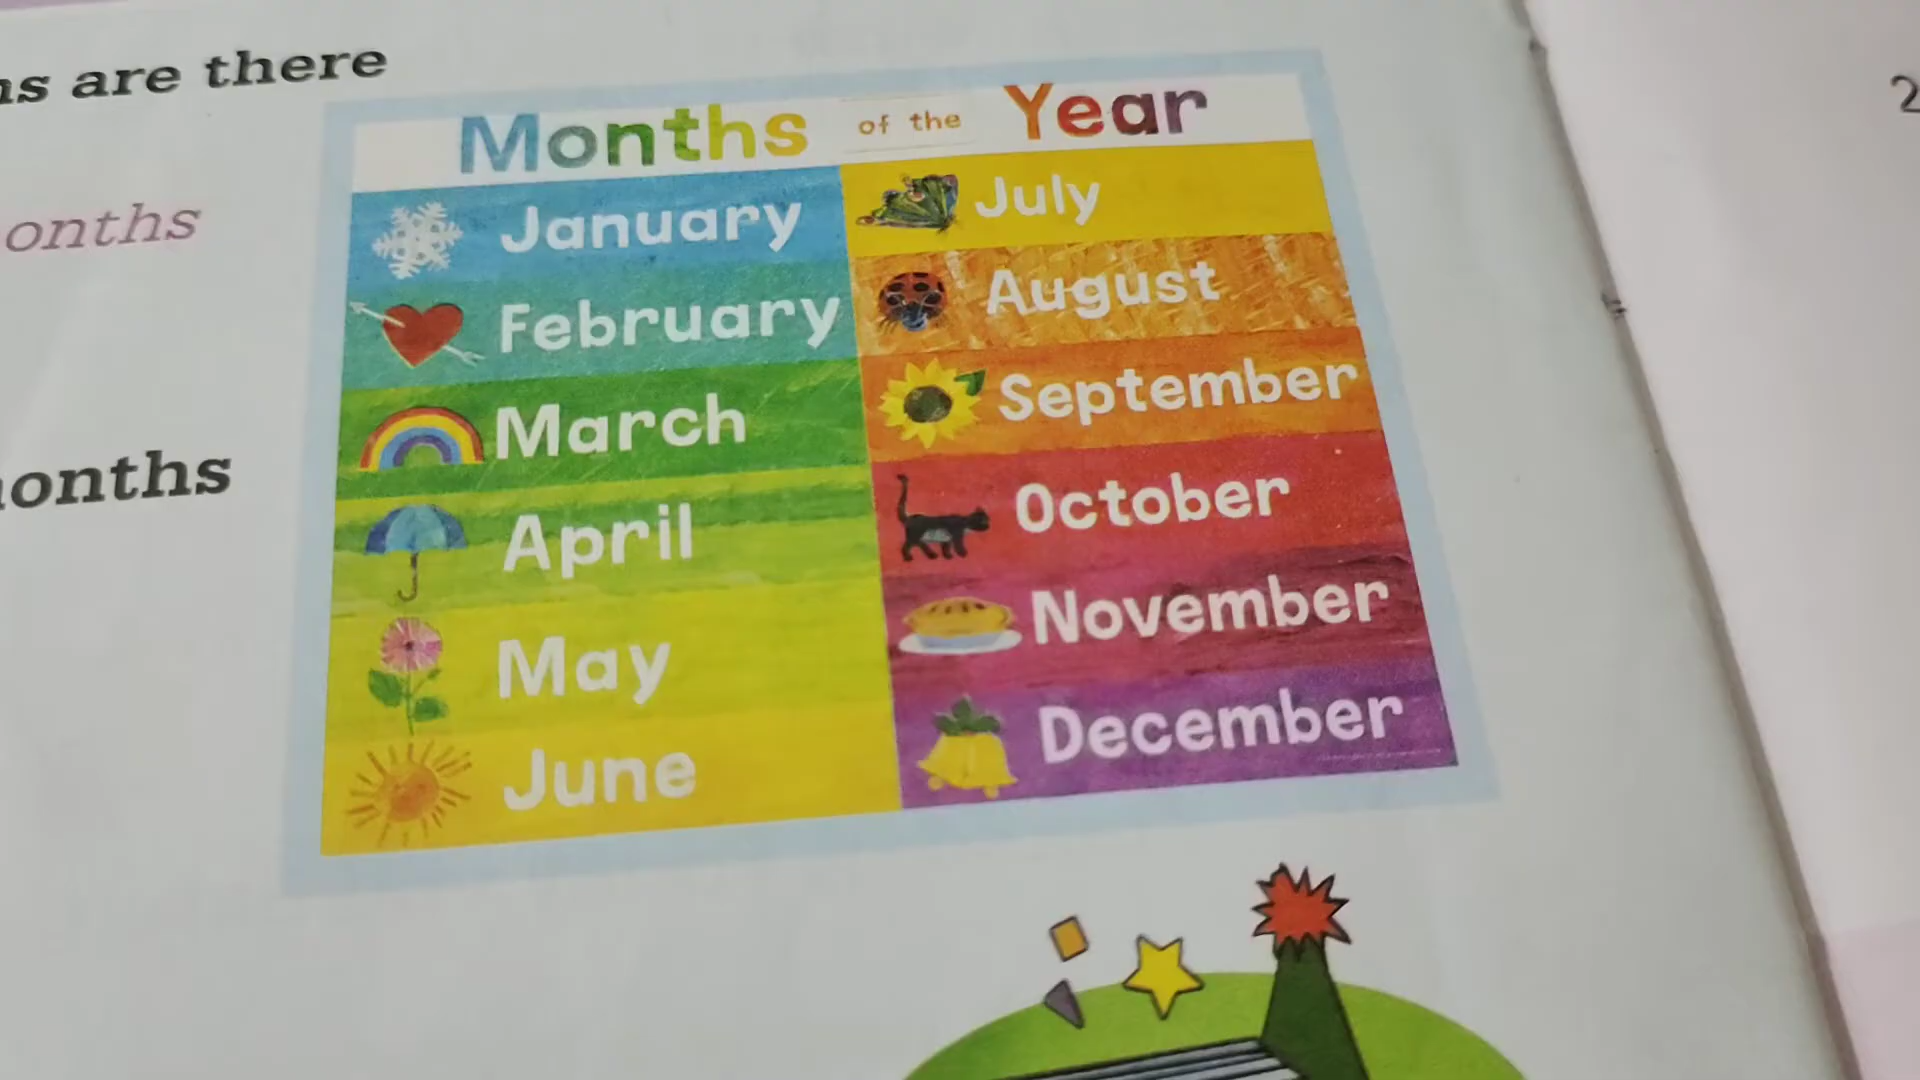 are there
onths
onths
Months of the Year
January
February
March
April
May
June
July
August
September
October
November
December
2